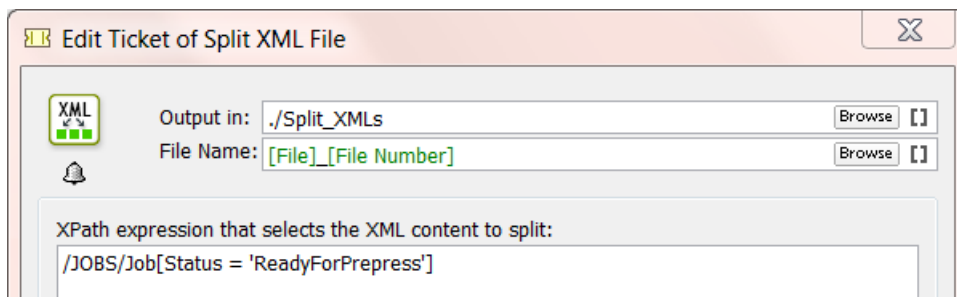 Edit Ticket of Split XML File
XML
Output in: ./Split_XMLs Browse []
File Name: [File]_[File Number] Browse []
XPath expression that selects the XML content to split:
/JOBS/Job[Status = 'ReadyForPrepress']